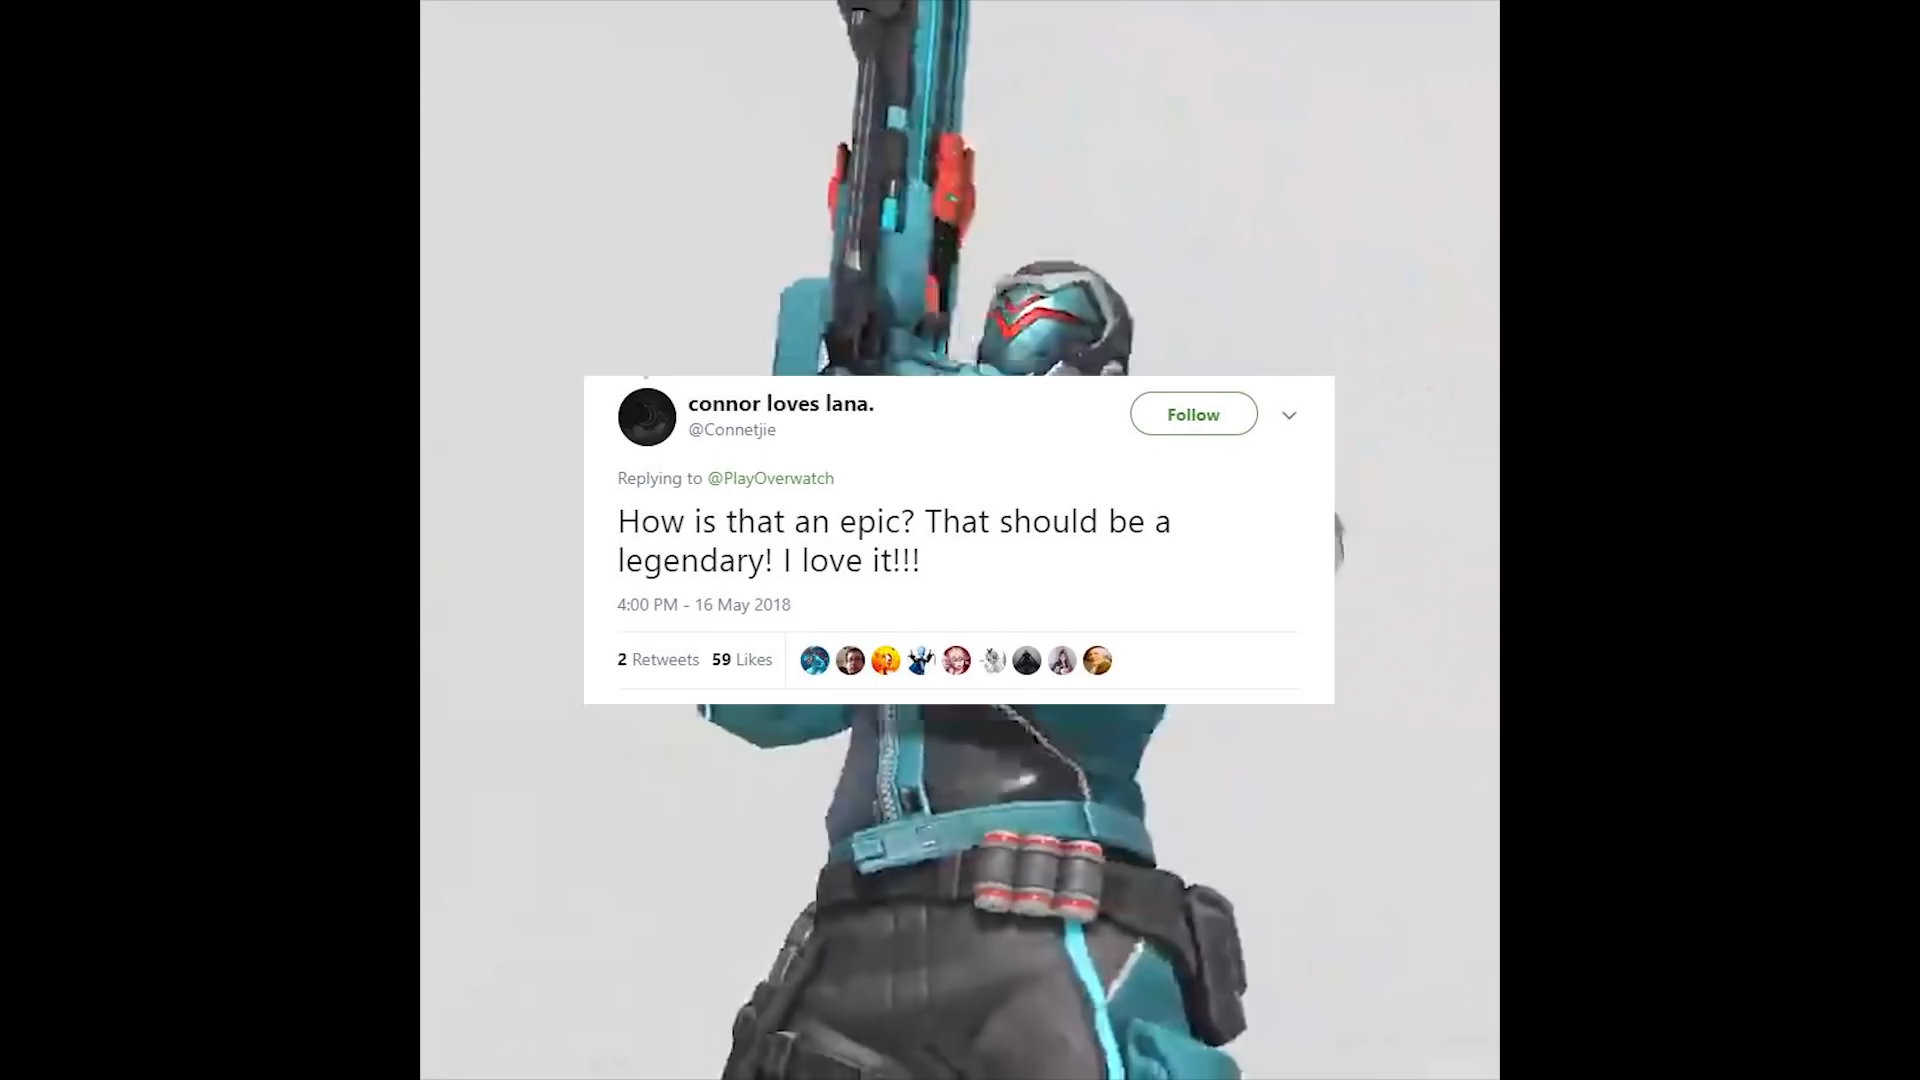 connor loves lana.
@Connetjie
Follow
Replying to @PlayOverwatch
How is that an epic? That should be a
legendary! I love it!!!
4:00 PM - 16 May 2018
2 Retweets 59 Likes